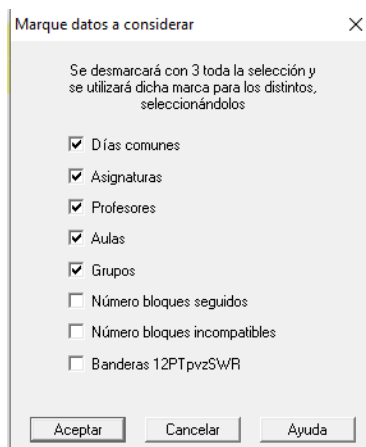 Marque datos a considerar
Se desmarcará con 3 toda la selección y
se utilizará dicha marca para los distintos,
seleccionándolos
Días comunes
Asignaturas
Profesores
Aulas
Grupos
Número bloques seguidos
Número bloques incompatibles
Banderas 12PTpvzSWR
Aceptar
Cancelar
Ayuda